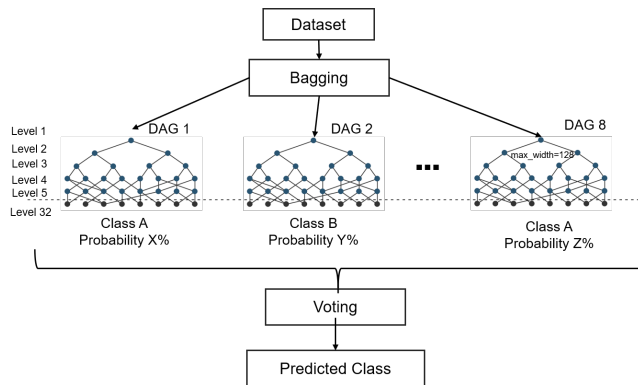 Dataset
Bagging
Level 1
Level 2
Level 3
Level 4
Level 5
Level 32
DAG 1
DAG 2
DAG 8
max_width=128
...
Class A
Probability X%
Class B
Probability Y%
Class A
Probability Z%
Voting
Predicted Class